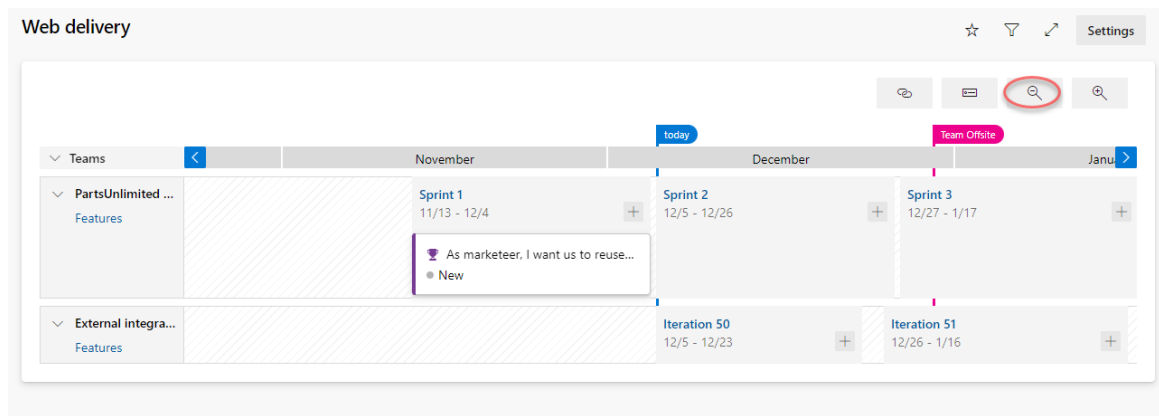 Web delivery
Settings
today
Team Offsite
Teams
November
December
Janu
PartsUnlimited ...
Features
Sprint 1
11/13 - 12/4
Sprint 2
12/5 - 12/26
Sprint 3
12/27 - 1/17
As marketeer, I want us to reuse...
New
External integra...
Features
Iteration 50
12/5 - 12/23
Iteration 51
12/26 - 1/16